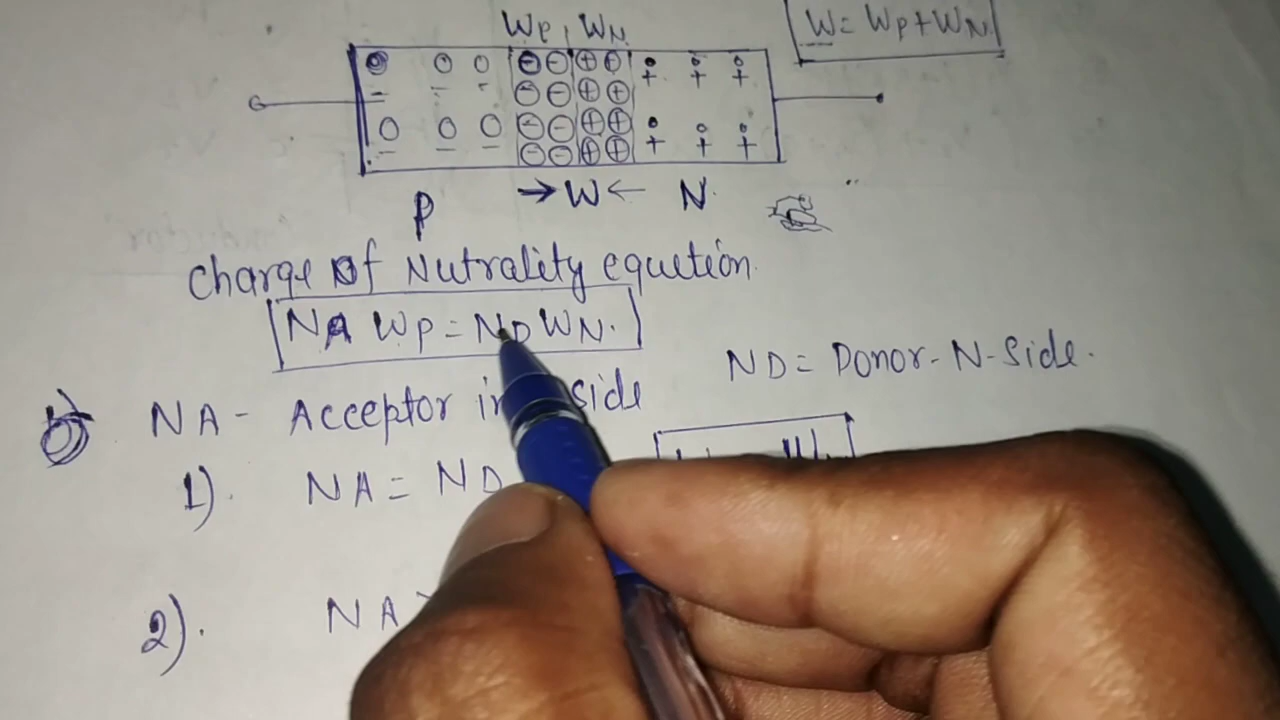 WP, WN
W= WP+WN
→W←
P
N
Charge Of Nutrality equetion.
NA WP = ND WN.
ND = Donor-N-Side.
NA - Acceptor in side
1). NA = ND
2). NA